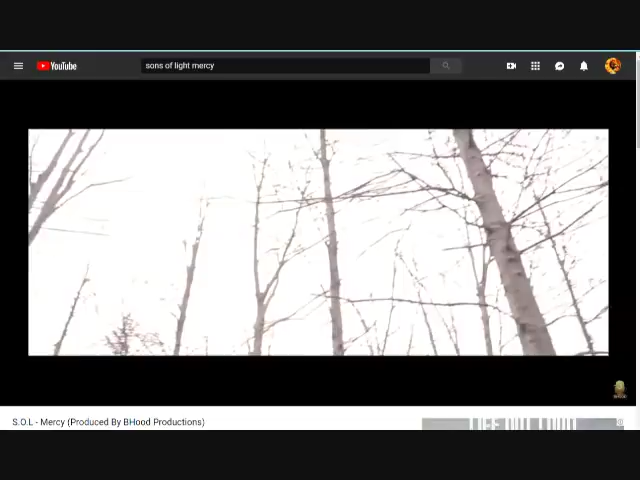 YouTube
sons of light mercy
S.O.L - Mercy (Produced By BHood Productions)